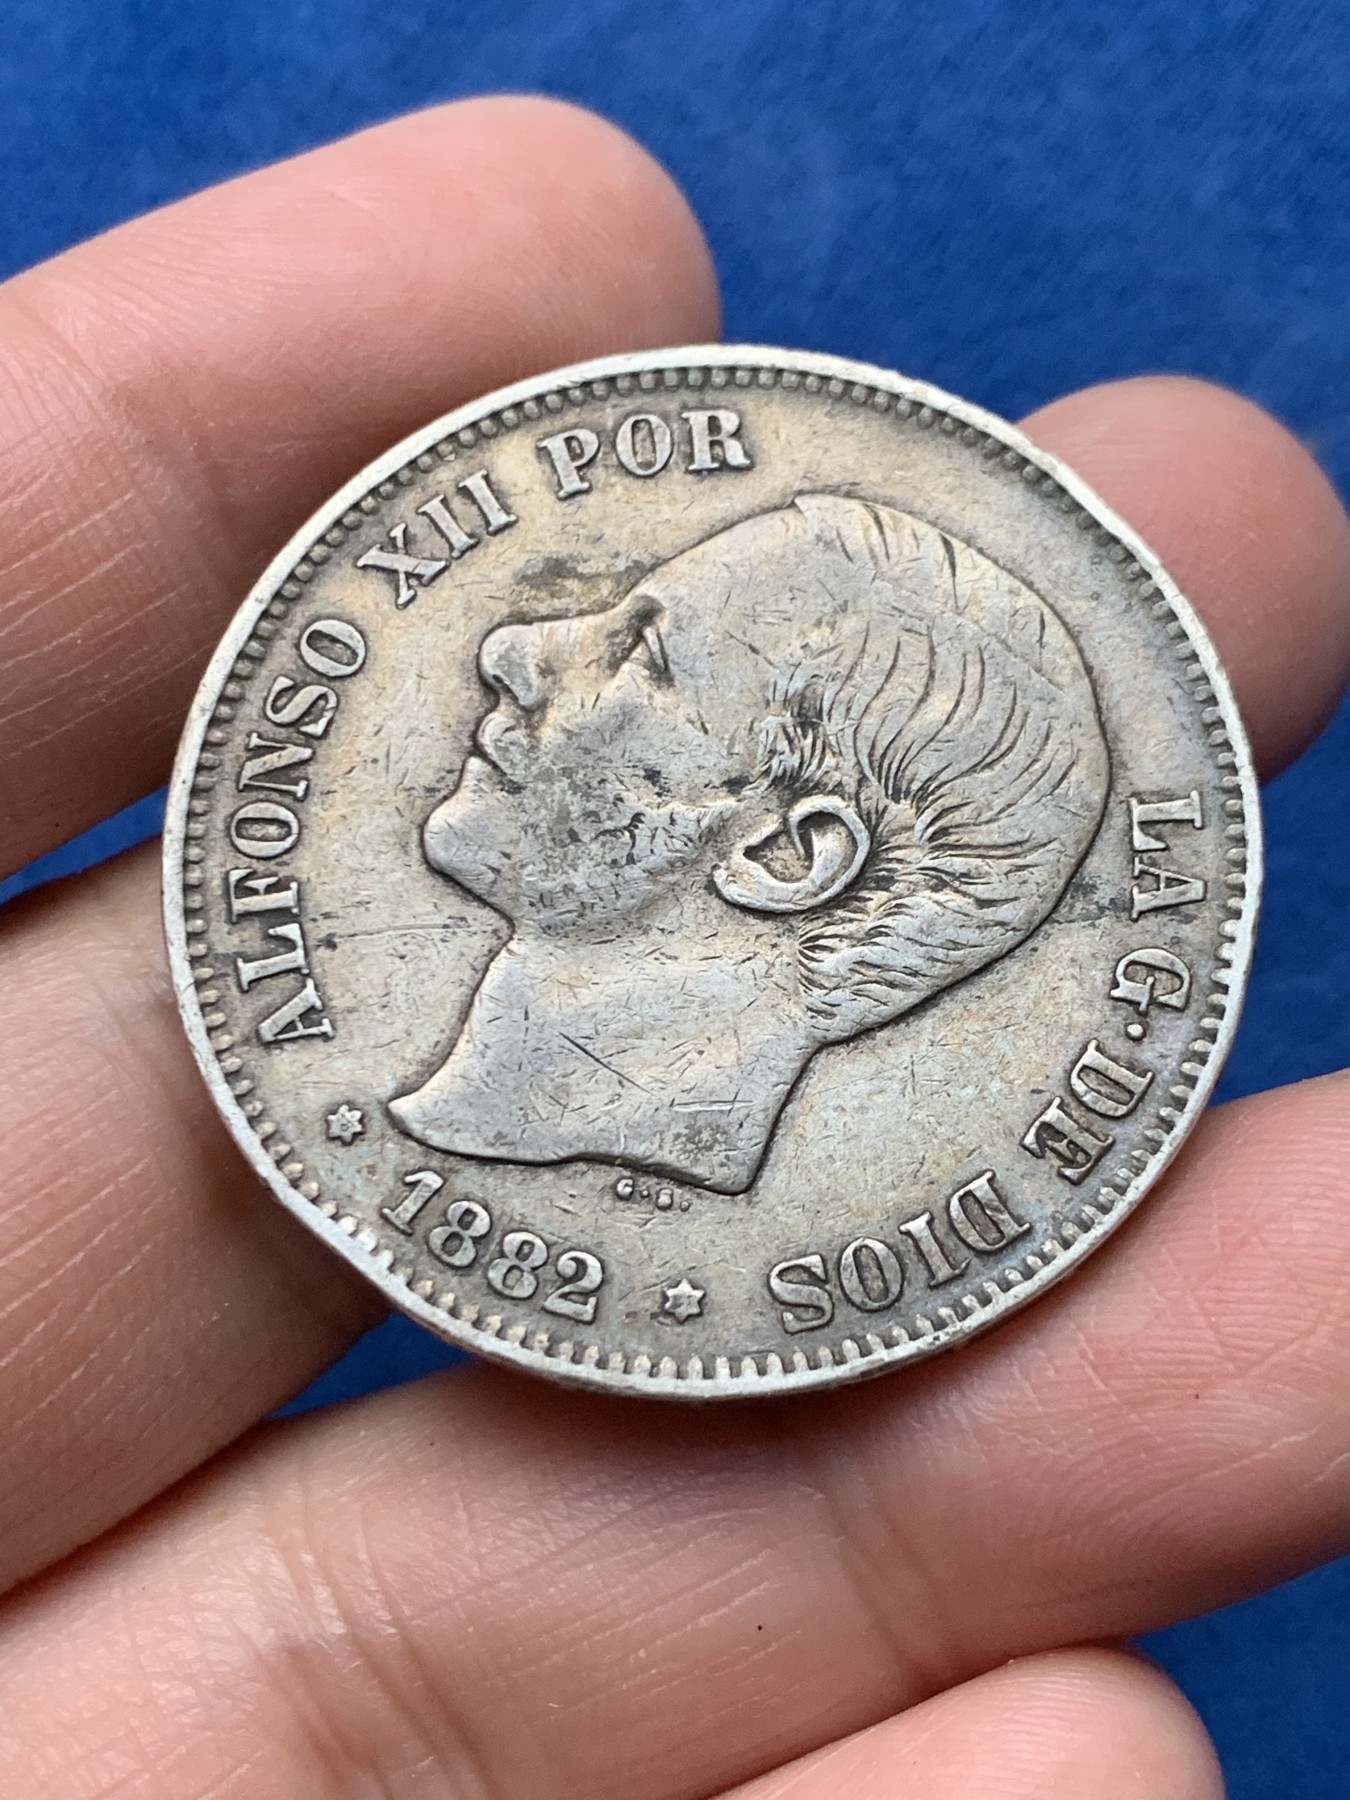 ALFONSO XII POR LA G· DE DIOS
* 1882 *
G.S.